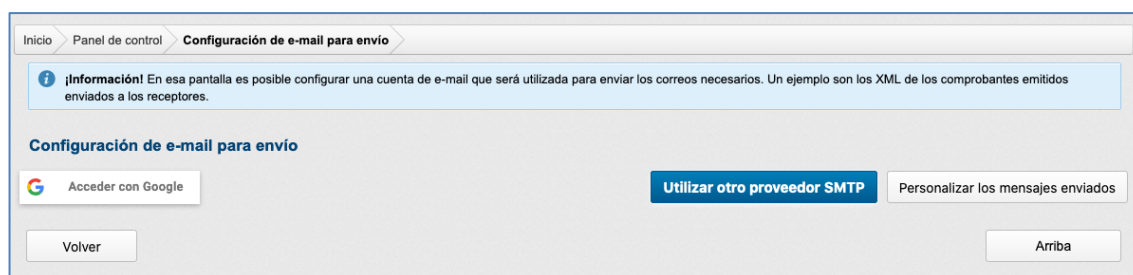 Inicio Panel de control Configuración de e-mail para envío
¡Información! En esa pantalla es posible configurar una cuenta de e-mail que será utilizada para enviar los correos necesarios. Un ejemplo son los XML de los comprobantes emitidos
enviados a los receptores.
Configuración de e-mail para envío
Acceder con Google Utilizar otro proveedor SMTP Personalizar los mensajes enviados
Volver Arriba